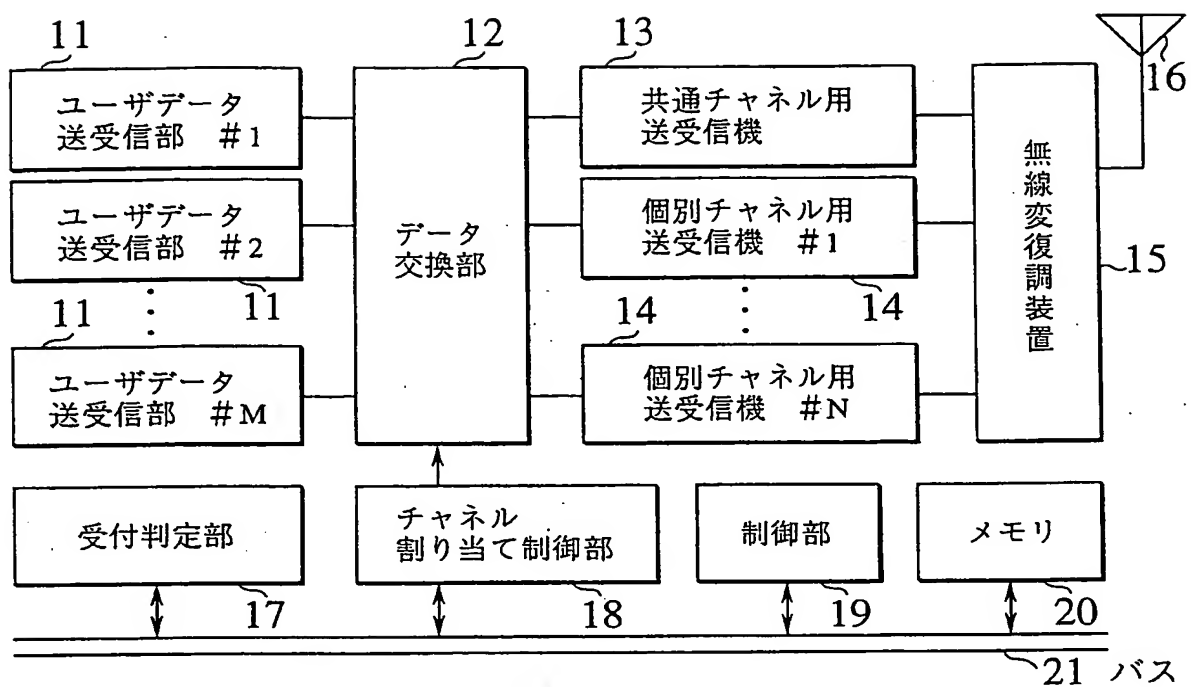 11
12
13
16
ユーザデータ
送受信部 #1
共通チャネル用
送受信機
ユーザデータ
送受信部 #2
データ
交換部
個別チャネル用
送受信機 #1
無線変復調装置
15
11
11
14
14
ユーザデータ
送受信部 #M
個別チャネル用
送受信機 #N
受付判定部
チャネル
割り当て制御部
制御部
メモリ
17
18
19
20
21 バス